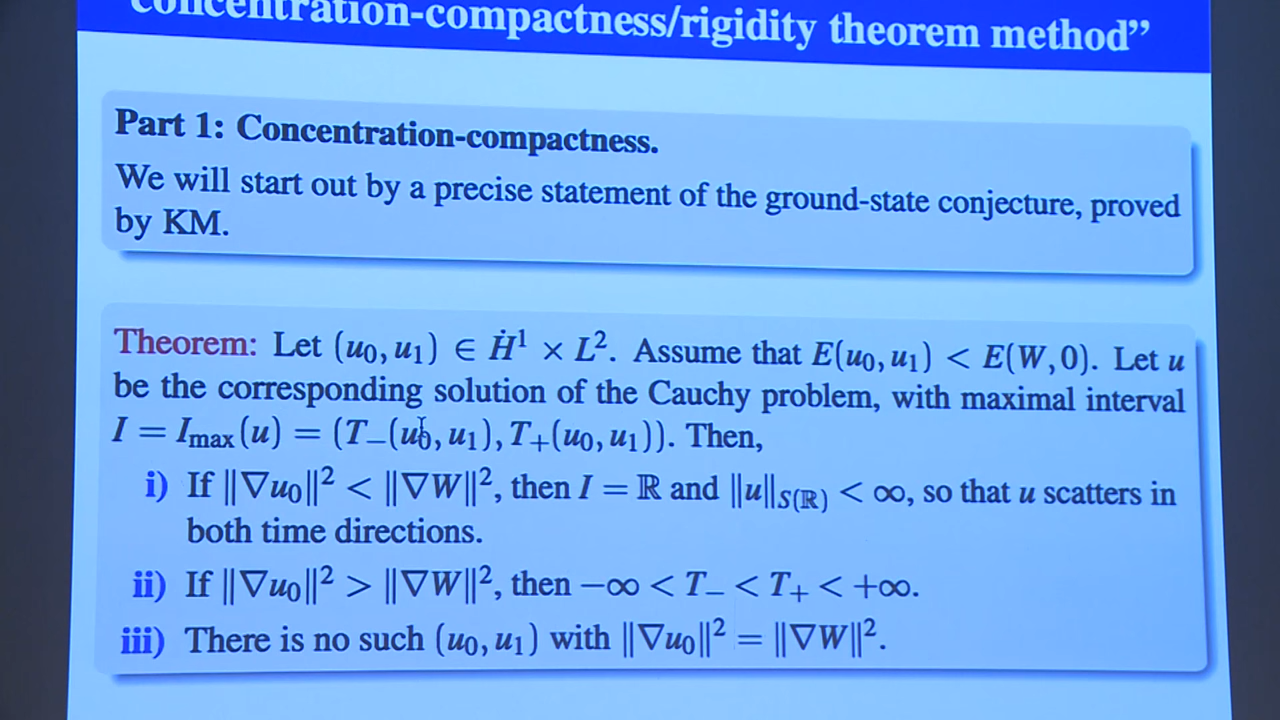 concentration-compactness/rigidity theorem method”
Part 1: Concentration-compactness.
We will start out by a precise statement of the ground-state conjecture, proved
by KM.
Theorem: Let (u₀, u₁) ∈ Ḣ¹ × L². Assume that E(u₀, u₁) < E(W, 0). Let u
be the corresponding solution of the Cauchy problem, with maximal interval
I = Iₘₐₓ(u) = (T₋(u₀, u₁), T₊(u₀, u₁)). Then,
i) If ‖∇u₀‖² < ‖∇W‖², then I = ℝ and ‖u‖_{S(ℝ)} < ∞, so that u scatters in
both time directions.
ii) If ‖∇u₀‖² > ‖∇W‖², then −∞ < T₋ < T₊ < +∞.
iii) There is no such (u₀, u₁) with ‖∇u₀‖² = ‖∇W‖².